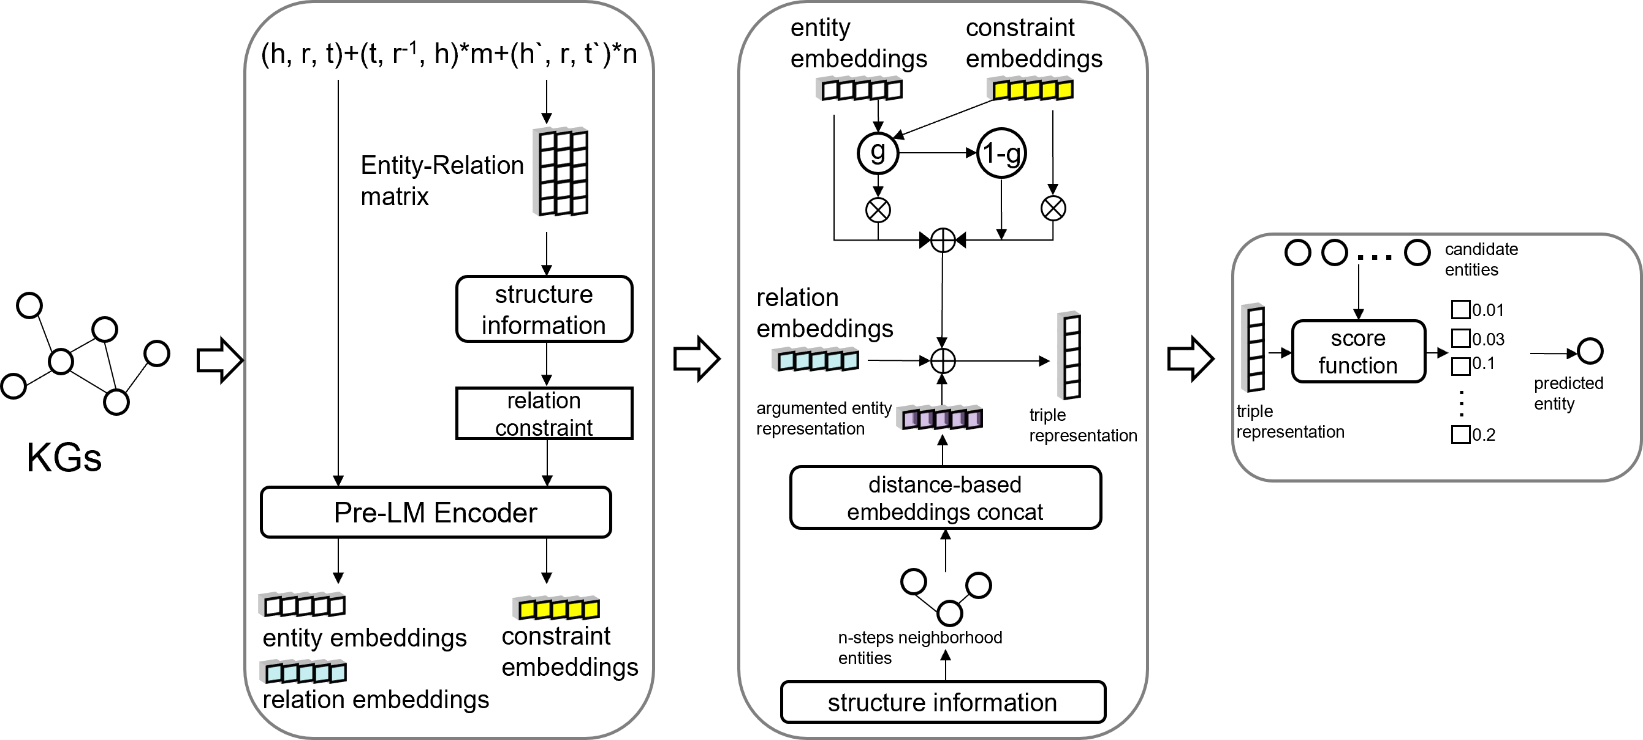 KGs
(h, r, t)+(t, r⁻¹, h)*m+(h`, r, t`)*n
Entity-Relation
matrix
structure
information
relation
constraint
Pre-LM Encoder
entity embeddings
relation embeddings
constraint
embeddings
entity
embeddings
constraint
embeddings
g
1-g
relation
embeddings
argumented entity
representation
triple
representation
distance-based
embeddings concat
n-steps neighborhood
entities
structure information
candidate
entities
score
function
triple
representation
0.01
0.03
0.1
0.2
predicted
entity